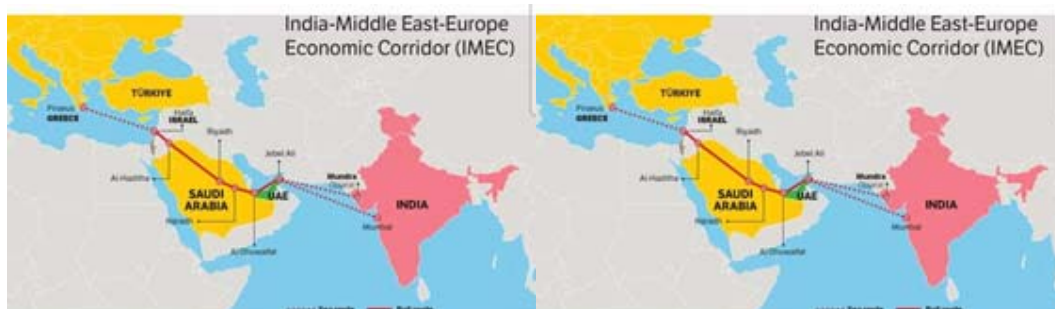 India-Middle East-Europe
Economic Corridor (IMEC)
TÜRKIYE
Piraeus
GREECE
Haifa
ISRAEL
Riyadh
Jebel Ali
Al-Haditha
SAUDI
ARABIA
UAE
Mundra
INDIA
Haradh
Mumbai
Al Ghuwaifat
India-Middle East-Europe
Economic Corridor (IMEC)
TÜRKIYE
Piraeus
GREECE
Haifa
ISRAEL
Riyadh
Jebel Ali
Al-Haditha
SAUDI
ARABIA
UAE
Mundra
INDIA
Haradh
Mumbai
Al Ghuwaifat